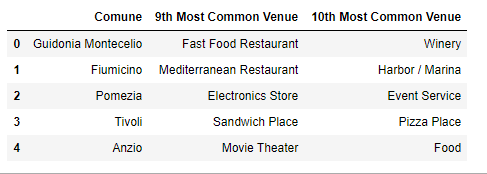 Comune 9th Most Common Venue 10th Most Common Venue
0 Guidonia Montecelio Fast Food Restaurant Winery
1 Fiumicino Mediterranean Restaurant Harbor / Marina
2 Pomezia Electronics Store Event Service
3 Tivoli Sandwich Place Pizza Place
4 Anzio Movie Theater Food